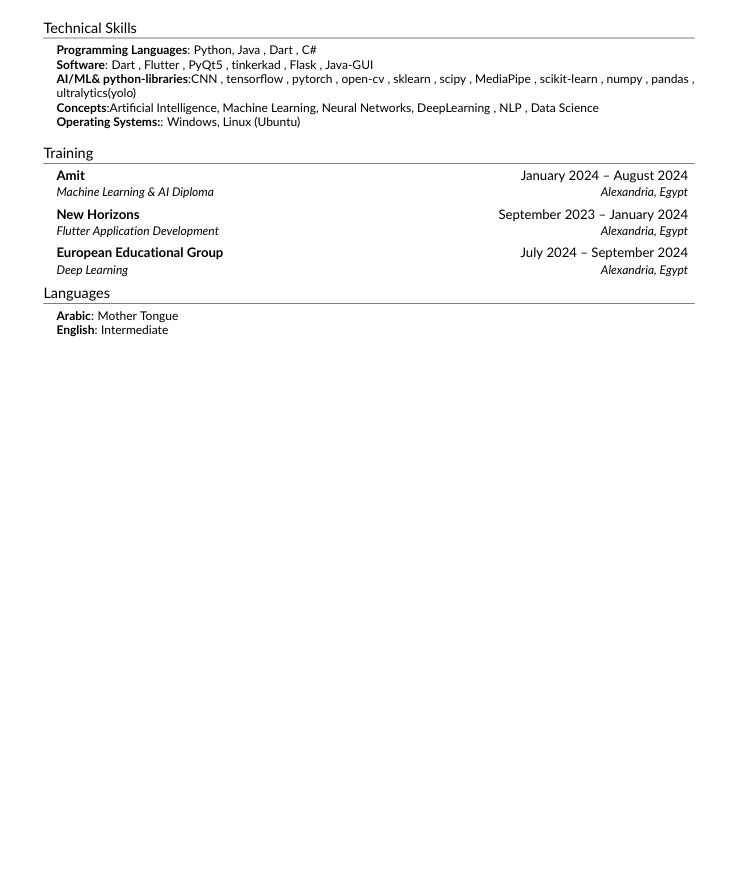 Technical Skills
Programming Languages: Python, Java , Dart , C#
Software: Dart , Flutter , PyQt5 , tinkerkad , Flask , Java-GUI
AI/ML& python-libraries:CNN , tensorflow , pytorch , open-cv , sklearn , scipy , MediaPipe , scikit-learn , numpy , pandas ,
ultralytics(yolo)
Concepts:Artificial Intelligence, Machine Learning, Neural Networks, DeepLearning , NLP , Data Science
Operating Systems:: Windows, Linux (Ubuntu)
Training
Amit January 2024 – August 2024
Machine Learning & AI Diploma Alexandria, Egypt
New Horizons September 2023 – January 2024
Flutter Application Development Alexandria, Egypt
European Educational Group July 2024 – September 2024
Deep Learning Alexandria, Egypt
Languages
Arabic: Mother Tongue
English: Intermediate